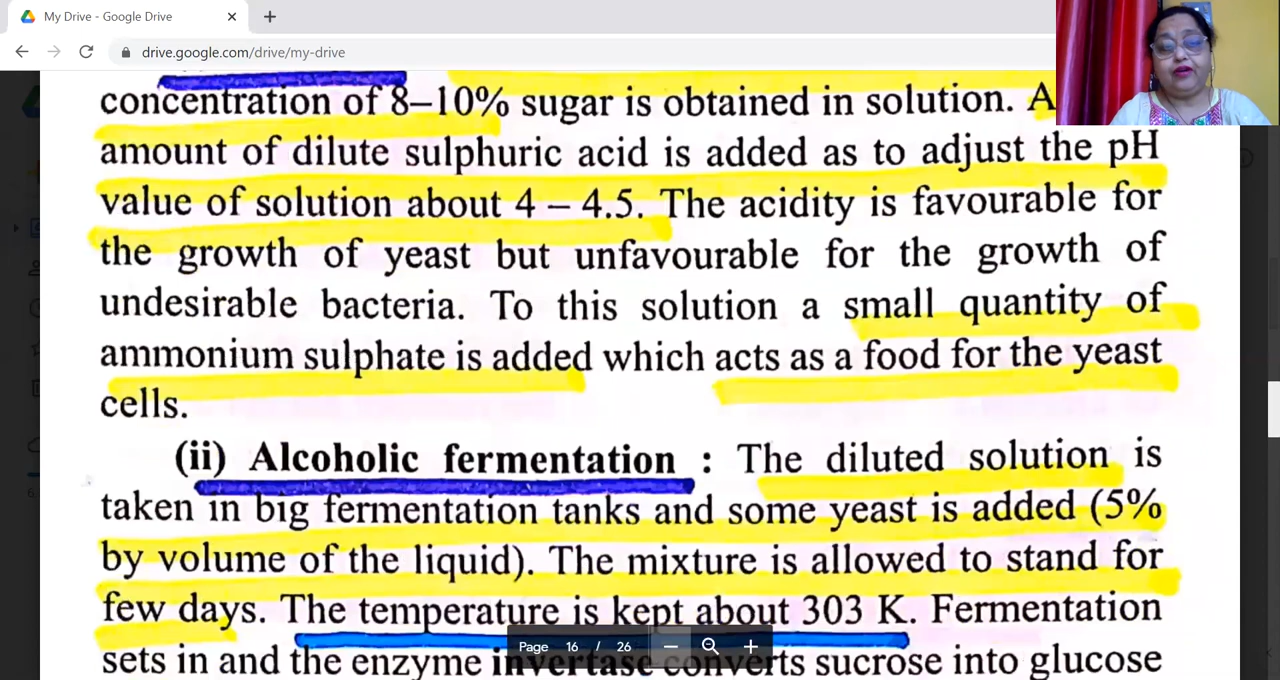 My Drive - Google Drive
drive.google.com/drive/my-drive
concentration of 8–10% sugar is obtained in solution. A
amount of dilute sulphuric acid is added as to adjust the pH
value of solution about 4 – 4.5. The acidity is favourable for
the growth of yeast but unfavourable for the growth of
undesirable bacteria. To this solution a small quantity of
ammonium sulphate is added which acts as a food for the yeast
cells.
(ii) Alcoholic fermentation : The diluted solution is
taken in big fermentation tanks and some yeast is added (5%
by volume of the liquid). The mixture is allowed to stand for
few days. The temperature is kept about 303 K. Fermentation
Page 16 / 26
sets in and the enzyme invertase converts sucrose into glucose